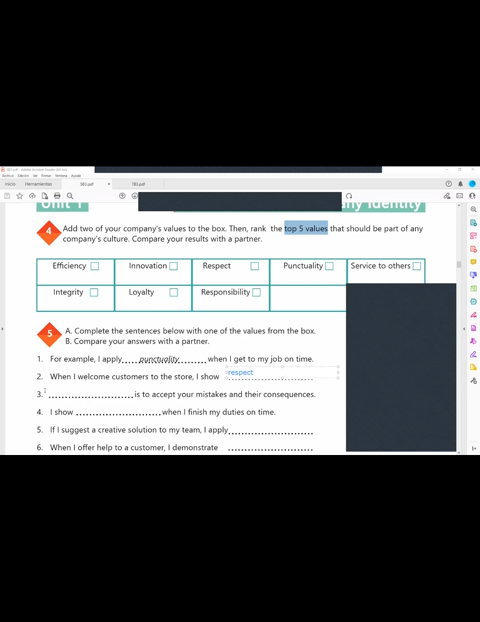 Inicio Herramientas
Unit 1 ny Identity
4 Add two of your company's values to the box. Then, rank the top 5 values that should be part of any
company's culture. Compare your results with a partner.
Efficiency Innovation Respect Punctuality Service to others
Integrity Loyalty Responsibility
5 A. Complete the sentences below with one of the values from the box.
B. Compare your answers with a partner.
1. For example, I apply punctuality when I get to my job on time.
2. When I welcome customers to the store, I show respect
3. is to accept your mistakes and their consequences.
4. I show when I finish my duties on time.
5. If I suggest a creative solution to my team, I apply
6. When I offer help to a customer, I demonstrate